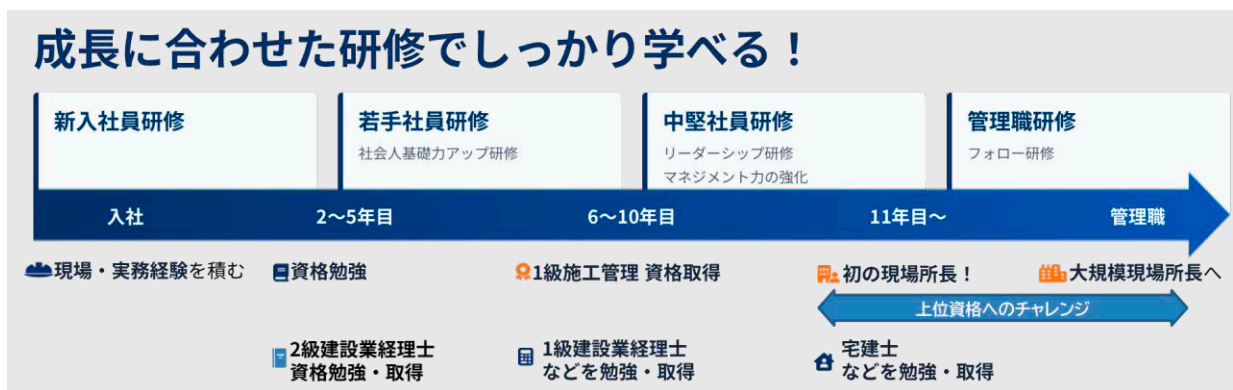 成長に合わせた研修でしっかり学べる！
新入社員研修
若手社員研修
社会人基礎力アップ研修
中堅社員研修
リーダーシップ研修
マネジメント力の強化
管理職研修
フォロー研修
入社
2〜5年目
6〜10年目
11年目〜
管理職
現場・実務経験を積む
資格勉強
1級施工管理 資格取得
初の現場所長！
大規模現場所長へ
上位資格へのチャレンジ
2級建設業経理士
資格勉強・取得
1級建設業経理士
などを勉強・取得
宅建士
などを勉強・取得